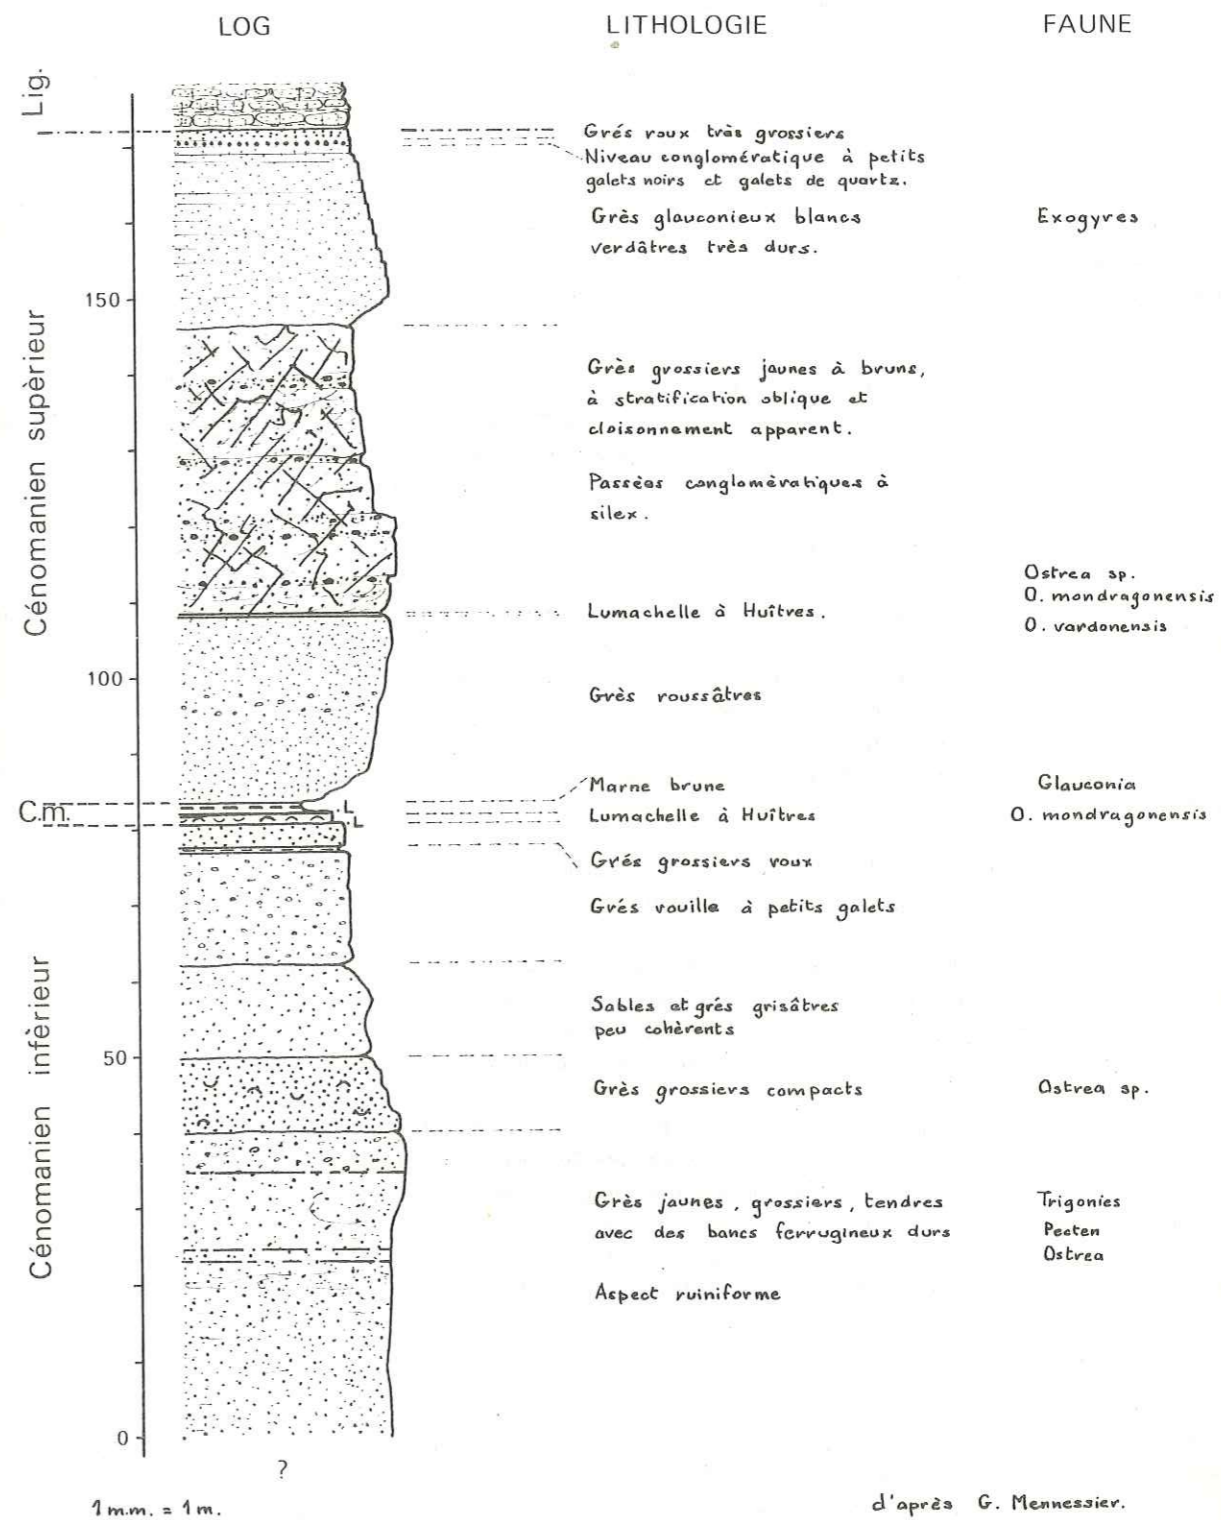 LOG LITHOLOGIE FAUNE
Lig.
Grés roux très grossiers
Niveau conglomératique à petits
galets noirs et galets de quartz.
Grès glauconieux blancs Exogyres
verdâtres très durs.
150
Cénomanien supèrieur
Grès grossiers jaunes à bruns,
à stratification oblique et
cloisonnement apparent.
Passées conglomèratiques à
silex.
Ostrea sp.
O. mondragonensis
Lumachelle à Huîtres.
O. vardonensis
100
Grès roussâtres
Marne brune Glauconia
C.m. L Lumachelle à Huîtres O. mondragonensis
L
Grés grossiers roux
Grés rouille à petits galets
Cénomanien infèrieur
Sables et grés grisâtres
peu cohèrents
50
Grès grossiers compacts Ostrea sp.
Grès jaunes, grossiers, tendres Trigonies
avec des bancs ferrugineux durs Pecten
Ostrea
Aspect ruiniforme
0
?
1 m.m. = 1 m. d'après G. Mennessier.